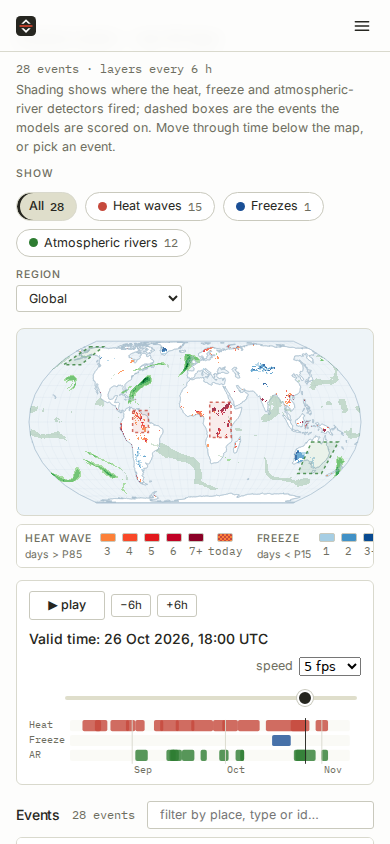 28 events · layers every 6 h
Shading shows where the heat, freeze and atmospheric-
river detectors fired; dashed boxes are the events the
models are scored on. Move through time below the map,
or pick an event.
SHOW
All 28
Heat waves 15
Freezes 1
Atmospheric rivers 12
REGION
Global
HEAT WAVE
days > P85
3 4 5 6 7+ today
FREEZE
days < P15
1 2 3
▶ play
−6h
+6h
Valid time: 26 Oct 2026, 18:00 UTC
speed 5 fps
Heat
Freeze
AR
Sep Oct Nov
Events 28 events filter by place, type or id...